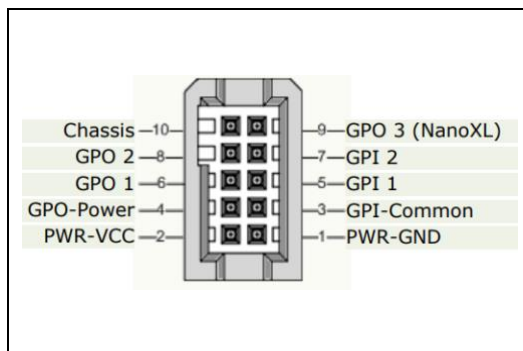 Chassis 10 9 GPO 3 (NanoXL)
GPO 2 8 7 GPI 2
GPO 1 6 5 GPI 1
GPO-Power 4 3 GPI-Common
PWR-VCC 2 1 PWR-GND